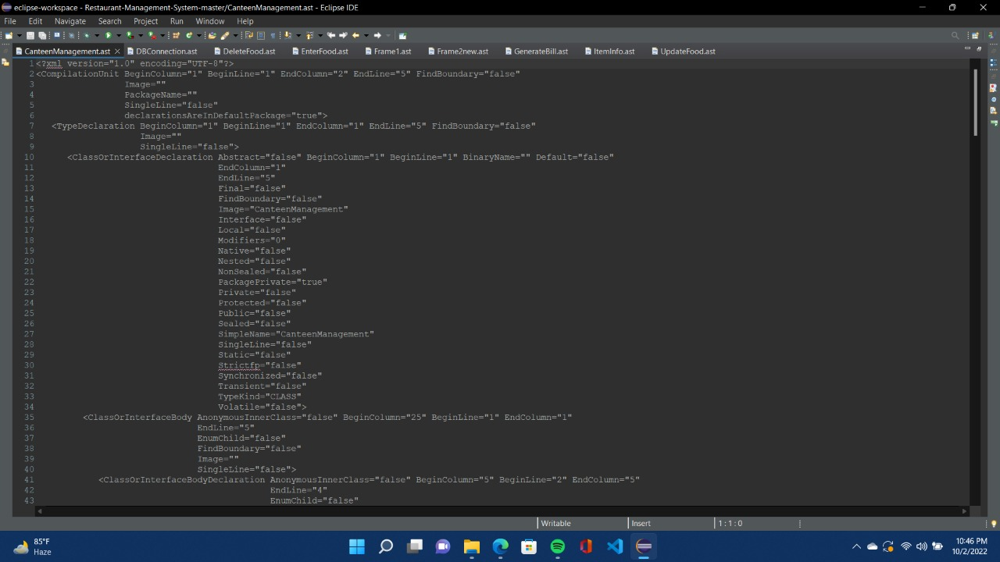 eclipse-workspace - Restaurant-Management-System-master/CanteenManagement.ast - Eclipse IDE
File Edit Navigate Search Project Run Window Help
CanteenManagement.ast DBConnection.ast DeleteFood.ast EnterFood.ast Frame1.ast Frame2new.ast GenerateBill.ast ItemInfo.ast UpdateFood.ast
1 <?xml version="1.0" encoding="UTF-8"?>
2 <CompilationUnit BeginColumn="1" BeginLine="1" EndColumn="2" EndLine="5" FindBoundary="false"
3 Image=""
4 PackageName=""
5 SingleLine="false"
6 declarationsAreInDefaultPackage="true">
7 <TypeDeclaration BeginColumn="1" BeginLine="1" EndColumn="1" EndLine="5" FindBoundary="false"
8 Image=""
9 SingleLine="false">
10 <ClassOrInterfaceDeclaration Abstract="false" BeginColumn="1" BeginLine="1" BinaryName="" Default="false"
11 EndColumn="1"
12 EndLine="5"
13 Final="false"
14 FindBoundary="false"
15 Image="CanteenManagement"
16 Interface="false"
17 Local="false"
18 Modifiers="0"
19 Native="false"
20 Nested="false"
21 NonSealed="false"
22 PackagePrivate="true"
23 Private="false"
24 Protected="false"
25 Public="false"
26 Sealed="false"
27 SimpleName="CanteenManagement"
28 SingleLine="false"
29 Static="false"
30 Strictfp="false"
31 Synchronized="false"
32 Transient="false"
33 TypeKind="CLASS"
34 Volatile="false">
35 <ClassOrInterfaceBody AnonymousInnerClass="false" BeginColumn="25" BeginLine="1" EndColumn="1"
36 EndLine="5"
37 EnumChild="false"
38 FindBoundary="false"
39 Image=""
40 SingleLine="false">
41 <ClassOrInterfaceBodyDeclaration AnonymousInnerClass="false" BeginColumn="5" BeginLine="2" EndColumn="5"
42 EndLine="4"
43 EnumChild="false"
Writable Insert 1 : 1 : 0
85°F
Haze
10:46 PM
10/2/2022